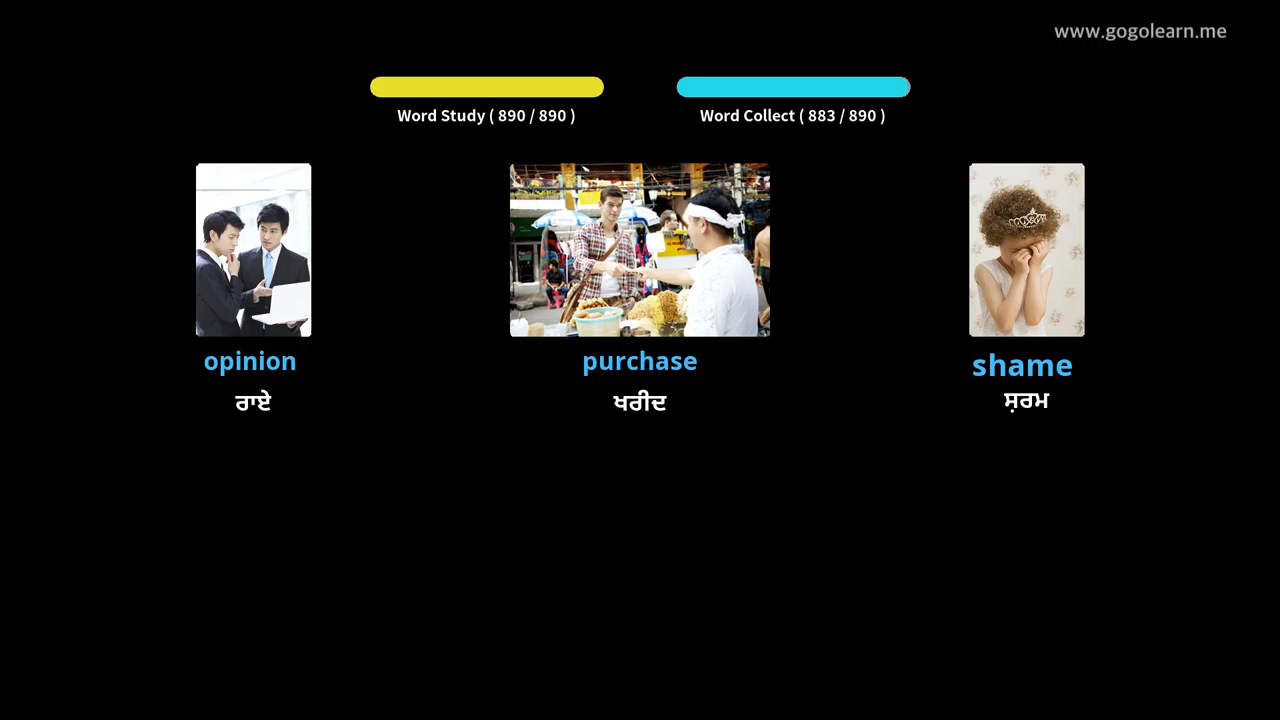 www.gogolearn.me
Word Study ( 890 / 890 )
Word Collect ( 883 / 890 )
opinion
purchase
shame
ਰਾਏ
ਖਰੀਦ
ਸ਼ਰਮ